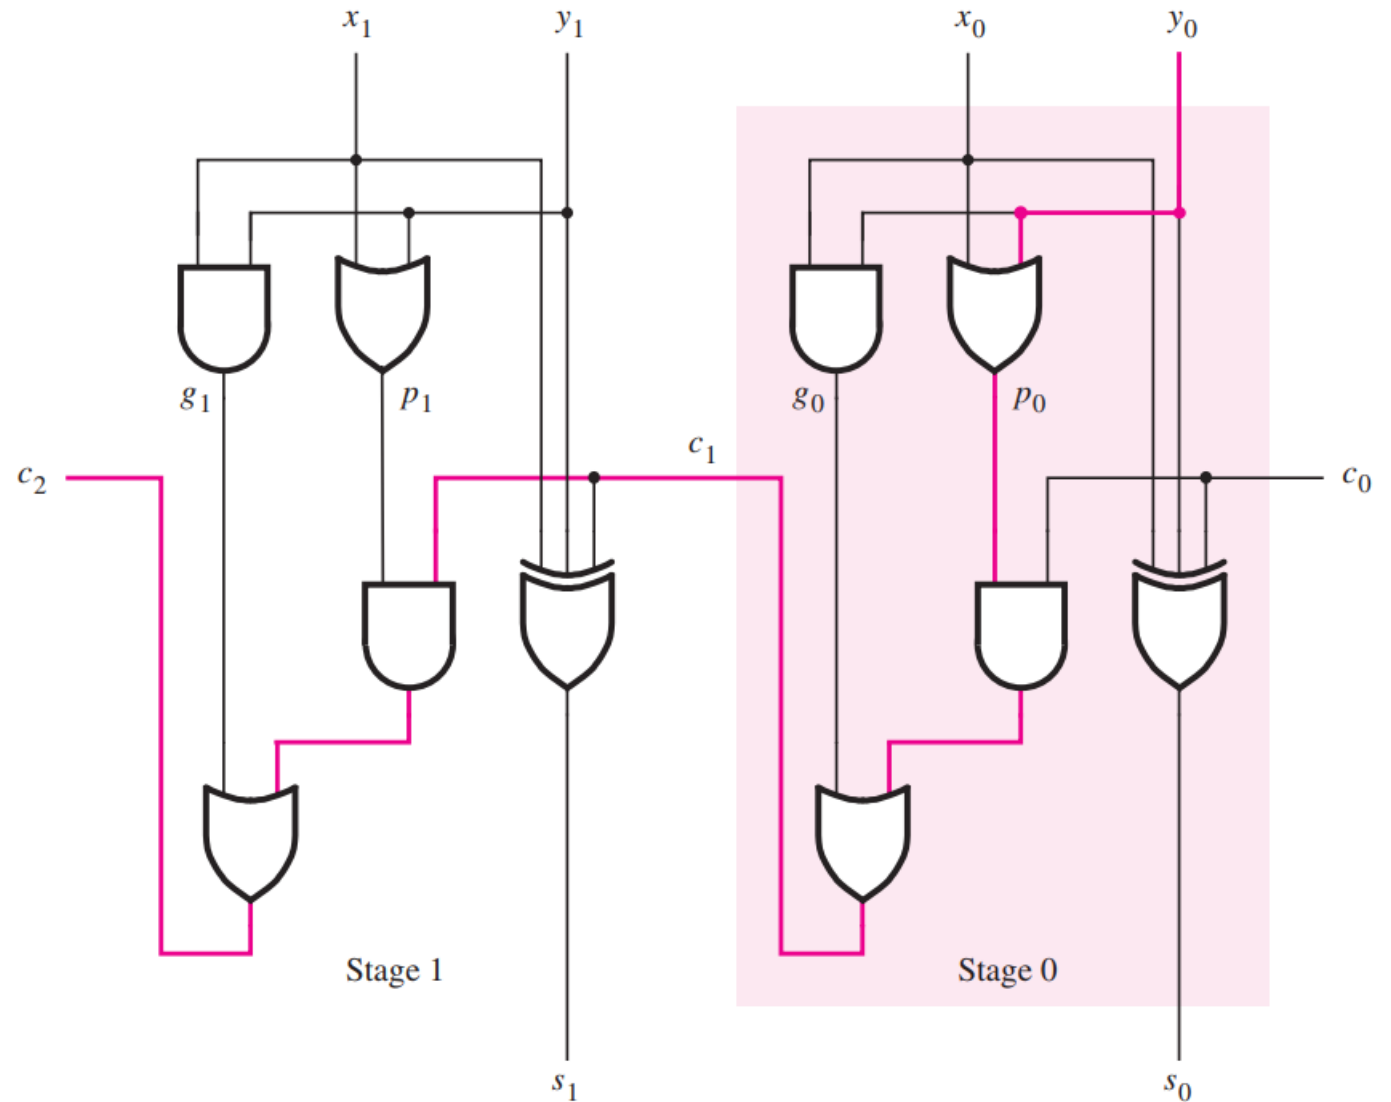 x₁ y₁ x₀ y₀
g₁ p₁ g₀ p₀
c₂ c₁ c₀
Stage 1 Stage 0
s₁ s₀